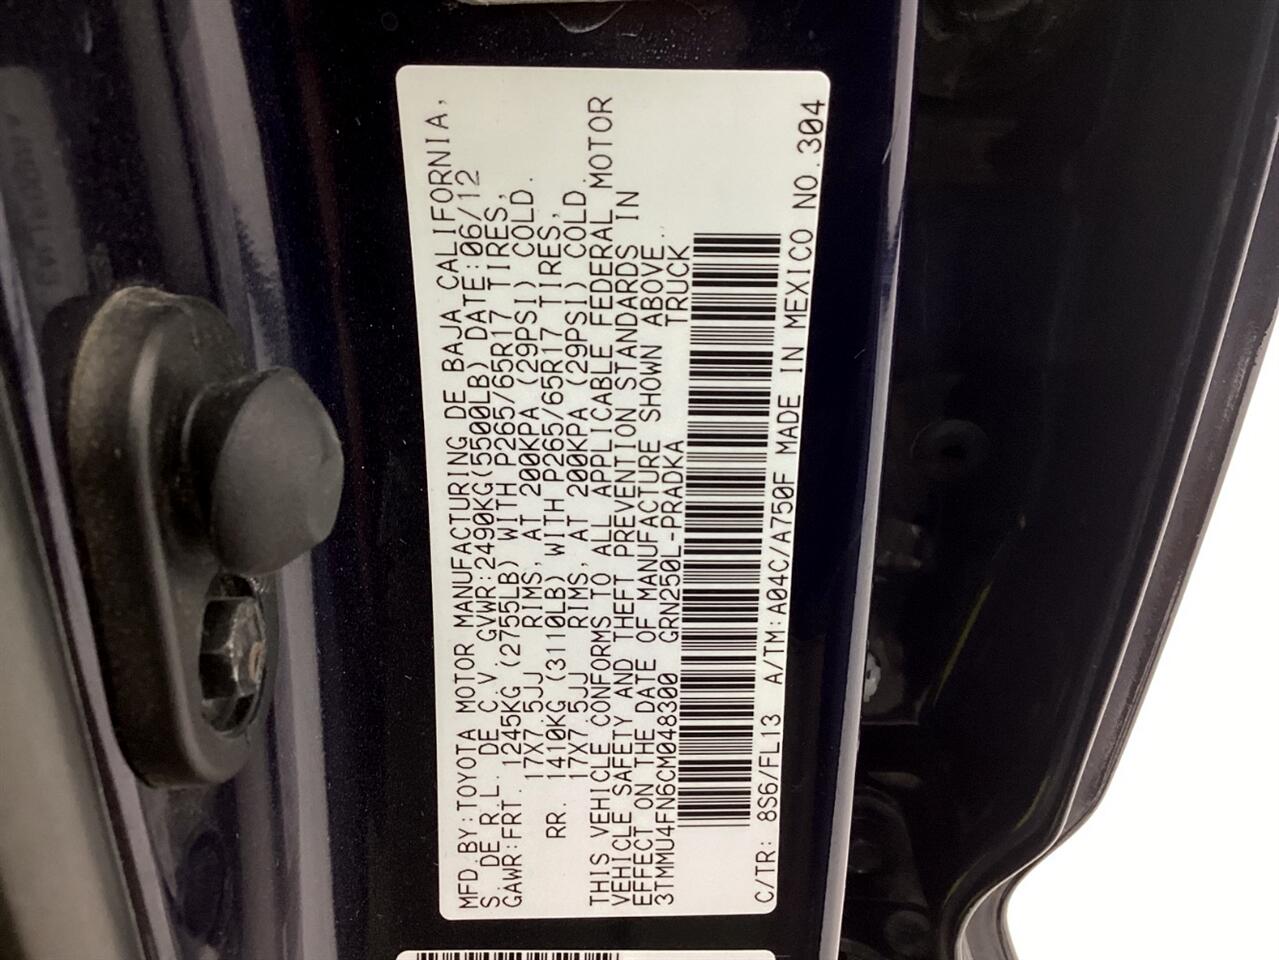 MFD.BY:TOYOTA MOTOR MANUFACTURING DE BAJA CALIFORNIA,
S. DE R.L. DE C.V. GVWR:2490KG(5500LB) DATE:06/12
GAWR:FRT. 1245KG (2755LB) WITH P265/65R17 TIRES,
17X7.5JJ RIMS, AT 200KPA (29PSI) COLD.
RR. 1410KG (3110LB) WITH P265/65R17 TIRES,
17X7.5JJ RIMS, AT 200KPA (29PSI) COLD.
THIS VEHICLE CONFORMS TO ALL APPLICABLE FEDERAL MOTOR
VEHICLE SAFETY AND THEFT PREVENTION STANDARDS IN
EFFECT ON THE DATE OF MANUFACTURE SHOWN ABOVE.
3TMMU4FN6CM048300 GRN250L-PRADKA TRUCK
C/TR: 8S6/FL13 A/TM:A04C/A750F MADE IN MEXICO NO.304